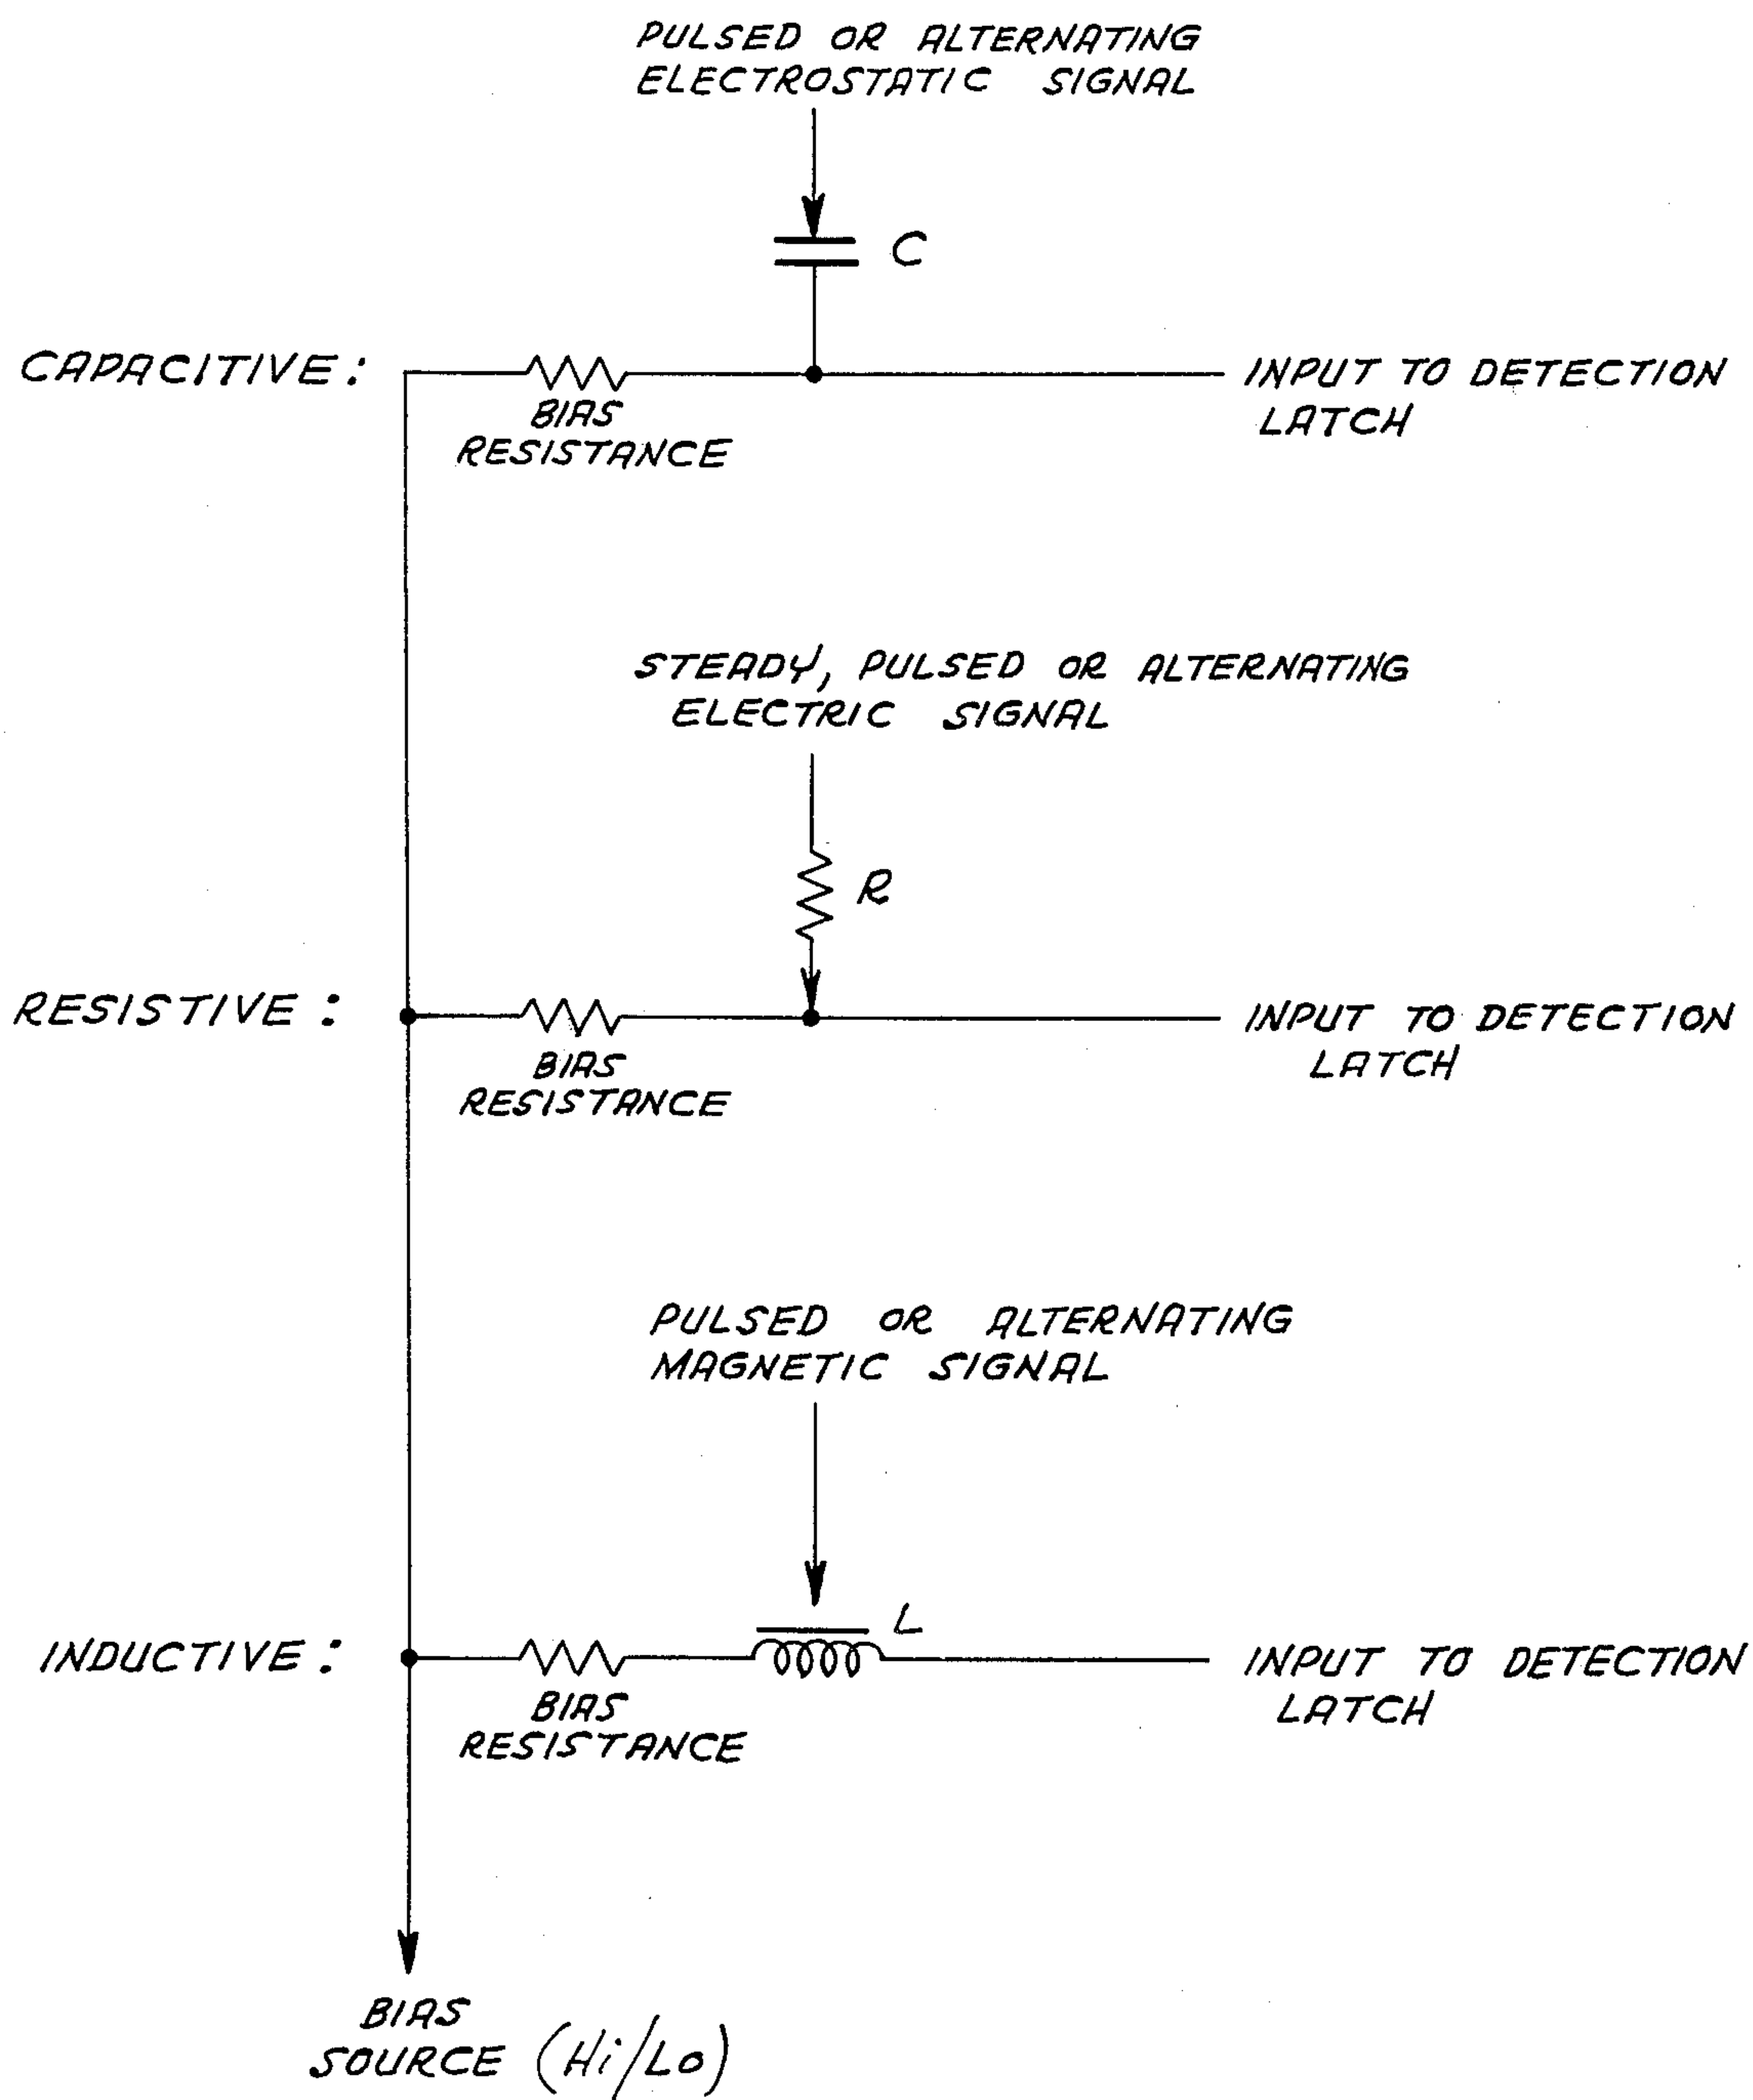 PULSED OR ALTERNATING
ELECTROSTATIC SIGNAL
C
CAPACITIVE:
BIAS
RESISTANCE
INPUT TO DETECTION
LATCH
STEADY, PULSED OR ALTERNATING
ELECTRIC SIGNAL
R
RESISTIVE:
BIAS
RESISTANCE
INPUT TO DETECTION
LATCH
PULSED OR ALTERNATING
MAGNETIC SIGNAL
L
INDUCTIVE:
BIAS
RESISTANCE
INPUT TO DETECTION
LATCH
BIAS
SOURCE (Hi/Lo)